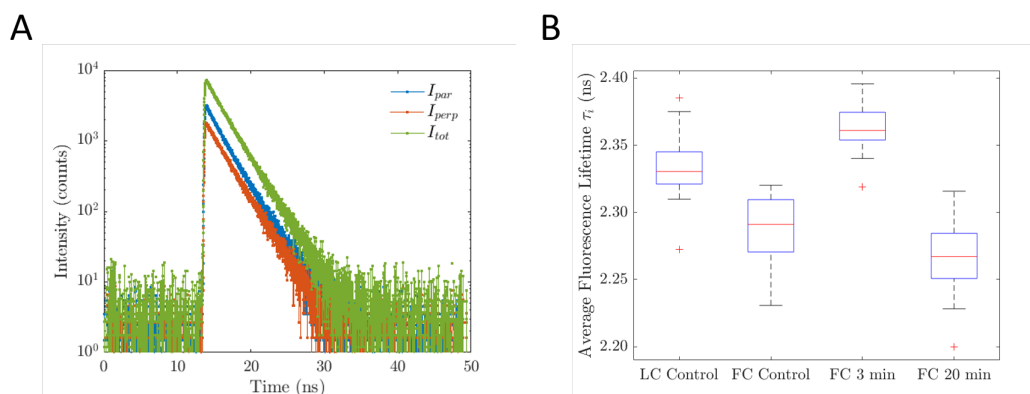 A
B
Intensity (counts)
10^4
10^3
10^2
10^1
10^0
I_par
I_perp
I_tot
0 10 20 30 40 50
Time (ns)
Average Fluorescence Lifetime τ_i (ns)
2.40
2.35
2.30
2.25
2.20
LC Control FC Control FC 3 min FC 20 min